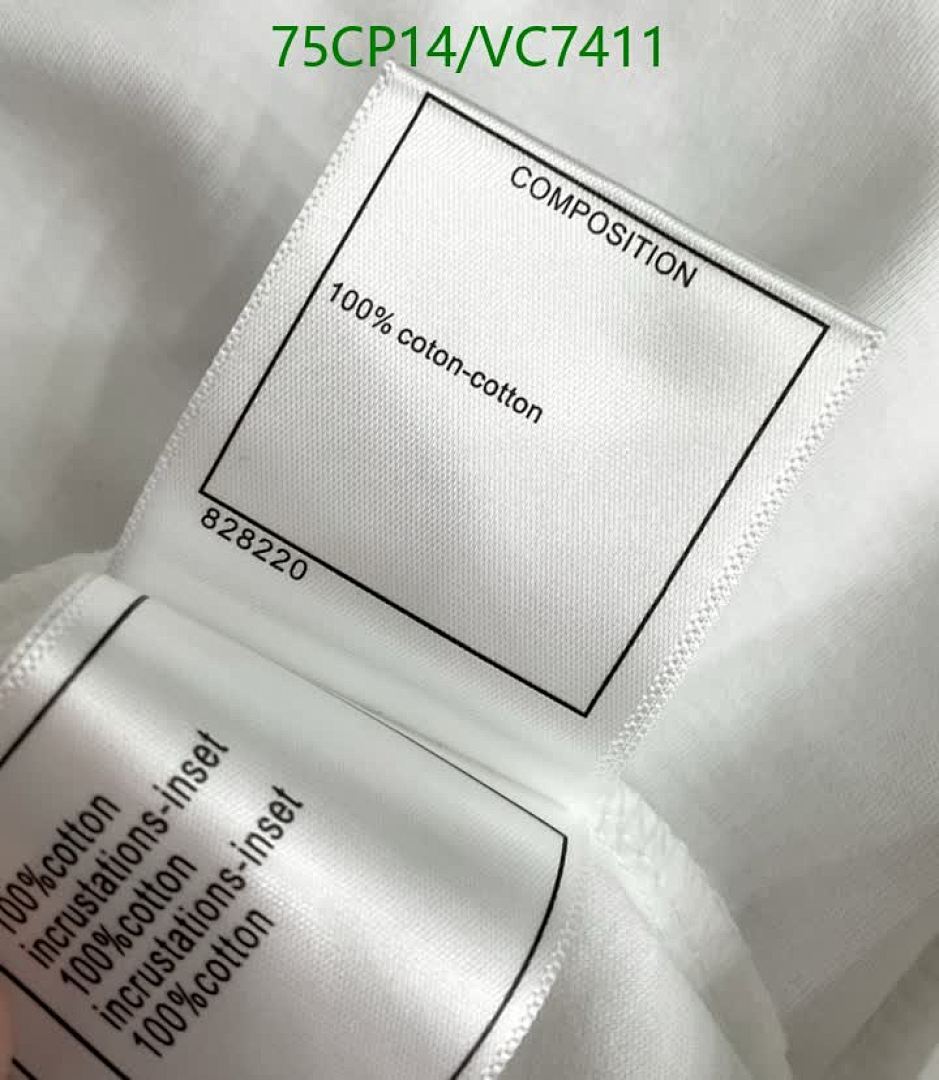 75CP14/VC7411
COMPOSITION
100% coton-cotton
828220
100%cotton
incrustations-inset
100%cotton
incrustations-inset
100%cotton